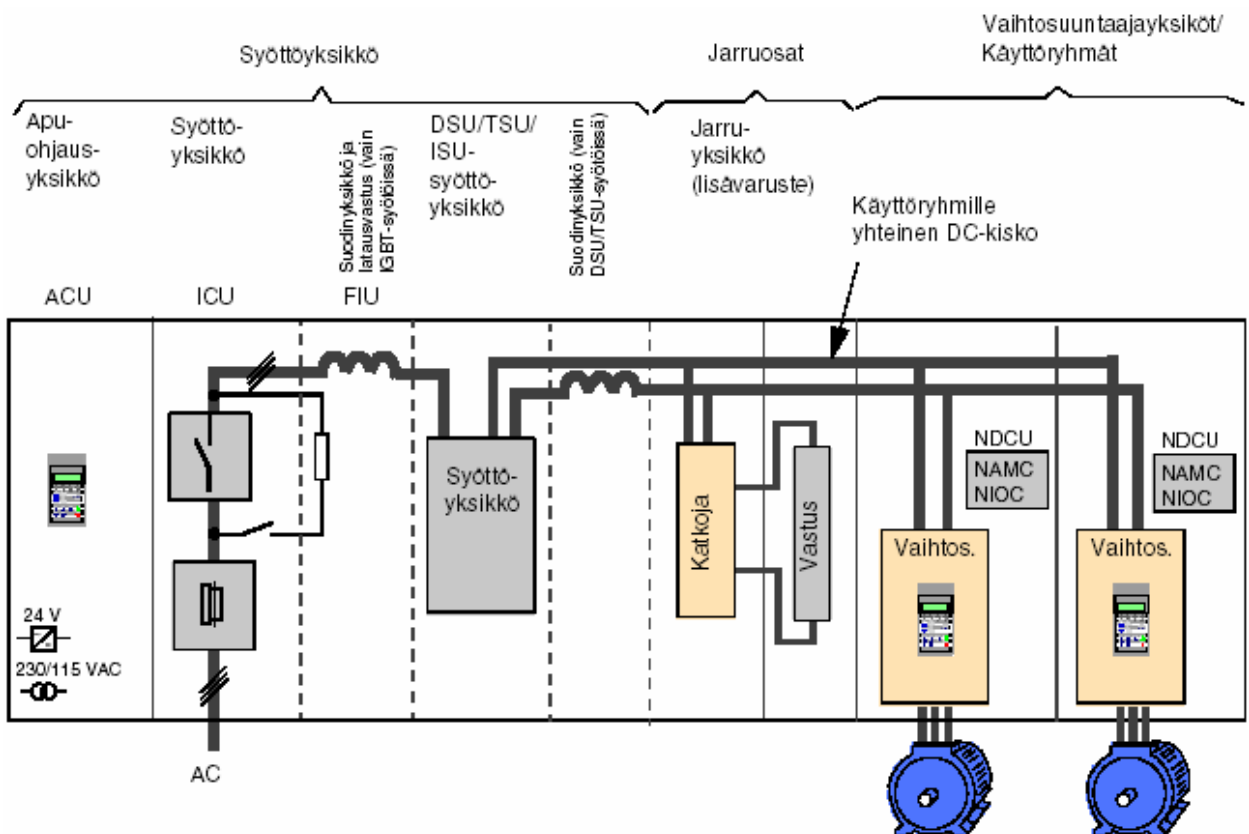 Syöttöyksikkö
Jarruosat
Vaihtosuuntaajayksiköt/
Käyttöryhmät
Apu-
ohjaus-
yksikkö
Syöttö-
yksikkö
Suodinyksikkö ja
latausvastus (vain
IGBT-syötöissä)
DSU/TSU/
ISU-
syöttö-
yksikkö
Suodinyksikkö (vain
DSU/TSU-syötöissä)
Jarru-
yksikkö
(lisävaruste)
Käyttöryhmille
yhteinen DC-kisko
ACU
ICU
FIU
Syöttö-
yksikkö
Katkoja
Vastus
NDCU
NAMC
NIOC
NDCU
NAMC
NIOC
Vaihtos.
Vaihtos.
24 V
230/115 VAC
AC